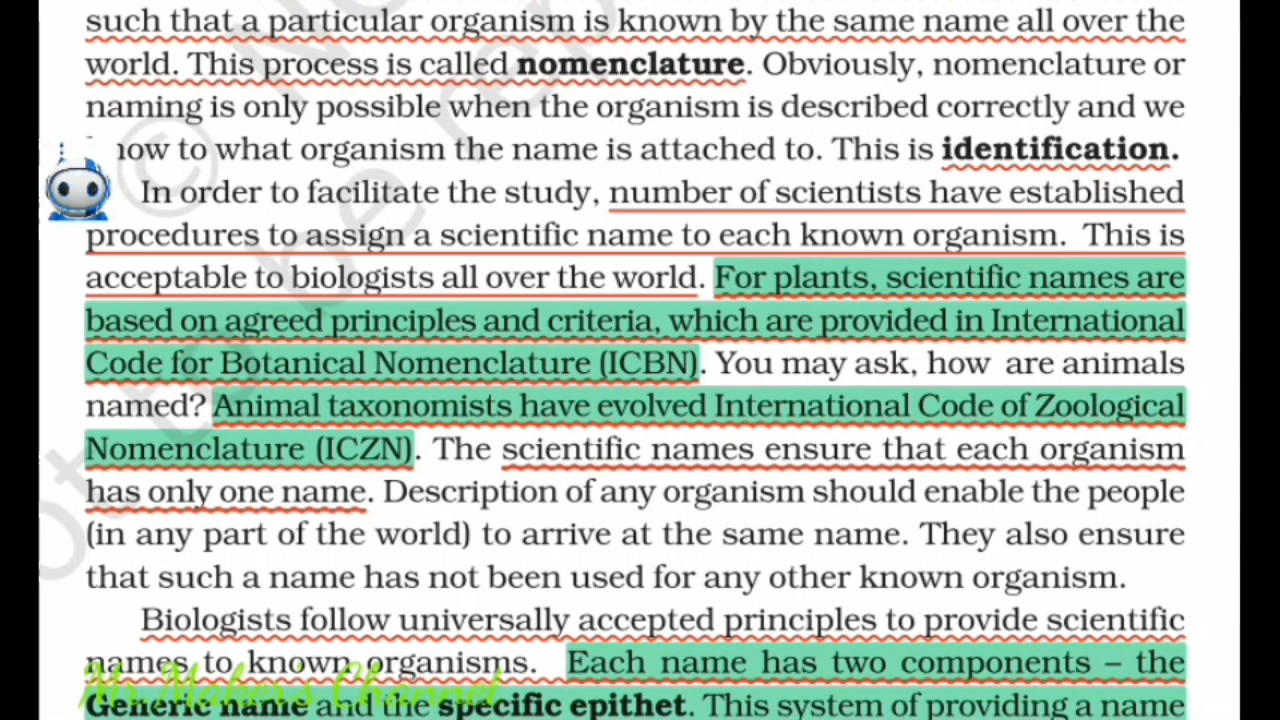 such that a particular organism is known by the same name all over the
world. This process is called nomenclature. Obviously, nomenclature or
naming is only possible when the organism is described correctly and we
now to what organism the name is attached to. This is identification.
In order to facilitate the study, number of scientists have established
procedures to assign a scientific name to each known organism. This is
acceptable to biologists all over the world. For plants, scientific names are
based on agreed principles and criteria, which are provided in International
Code for Botanical Nomenclature (ICBN). You may ask, how are animals
named? Animal taxonomists have evolved International Code of Zoological
Nomenclature (ICZN). The scientific names ensure that each organism
has only one name. Description of any organism should enable the people
(in any part of the world) to arrive at the same name. They also ensure
that such a name has not been used for any other known organism.
Biologists follow universally accepted principles to provide scientific
names to known organisms. Each name has two components – the
Generic name and the specific epithet. This system of providing a name